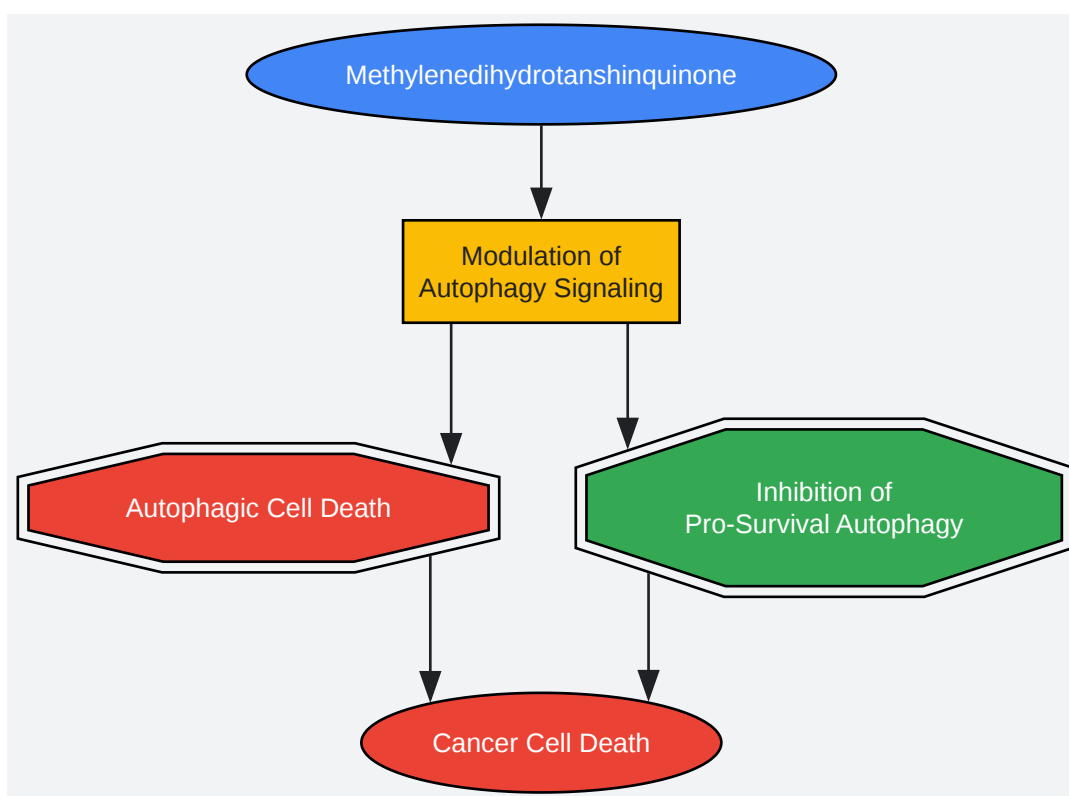 Methylenedihydrotanshinquinone
Modulation of
Autophagy Signaling
Autophagic Cell Death
Inhibition of
Pro-Survival Autophagy
Cancer Cell Death